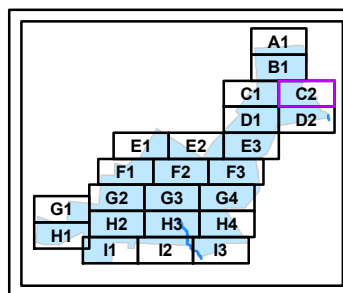 A1
B1
C1 C2
D1 D2
E1 E2 E3
F1 F2 F3
G1 G2 G3 G4
H1 H2 H3 H4
I1 I2 I3